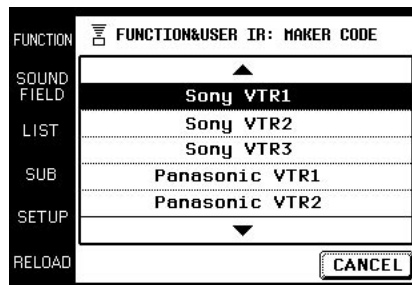 FUNCTION
SOUND
FIELD
LIST
SUB
SETUP
RELOAD
FUNCTION&USER IR: MAKER CODE
Sony VTR1
Sony VTR2
Sony VTR3
Panasonic VTR1
Panasonic VTR2
CANCEL